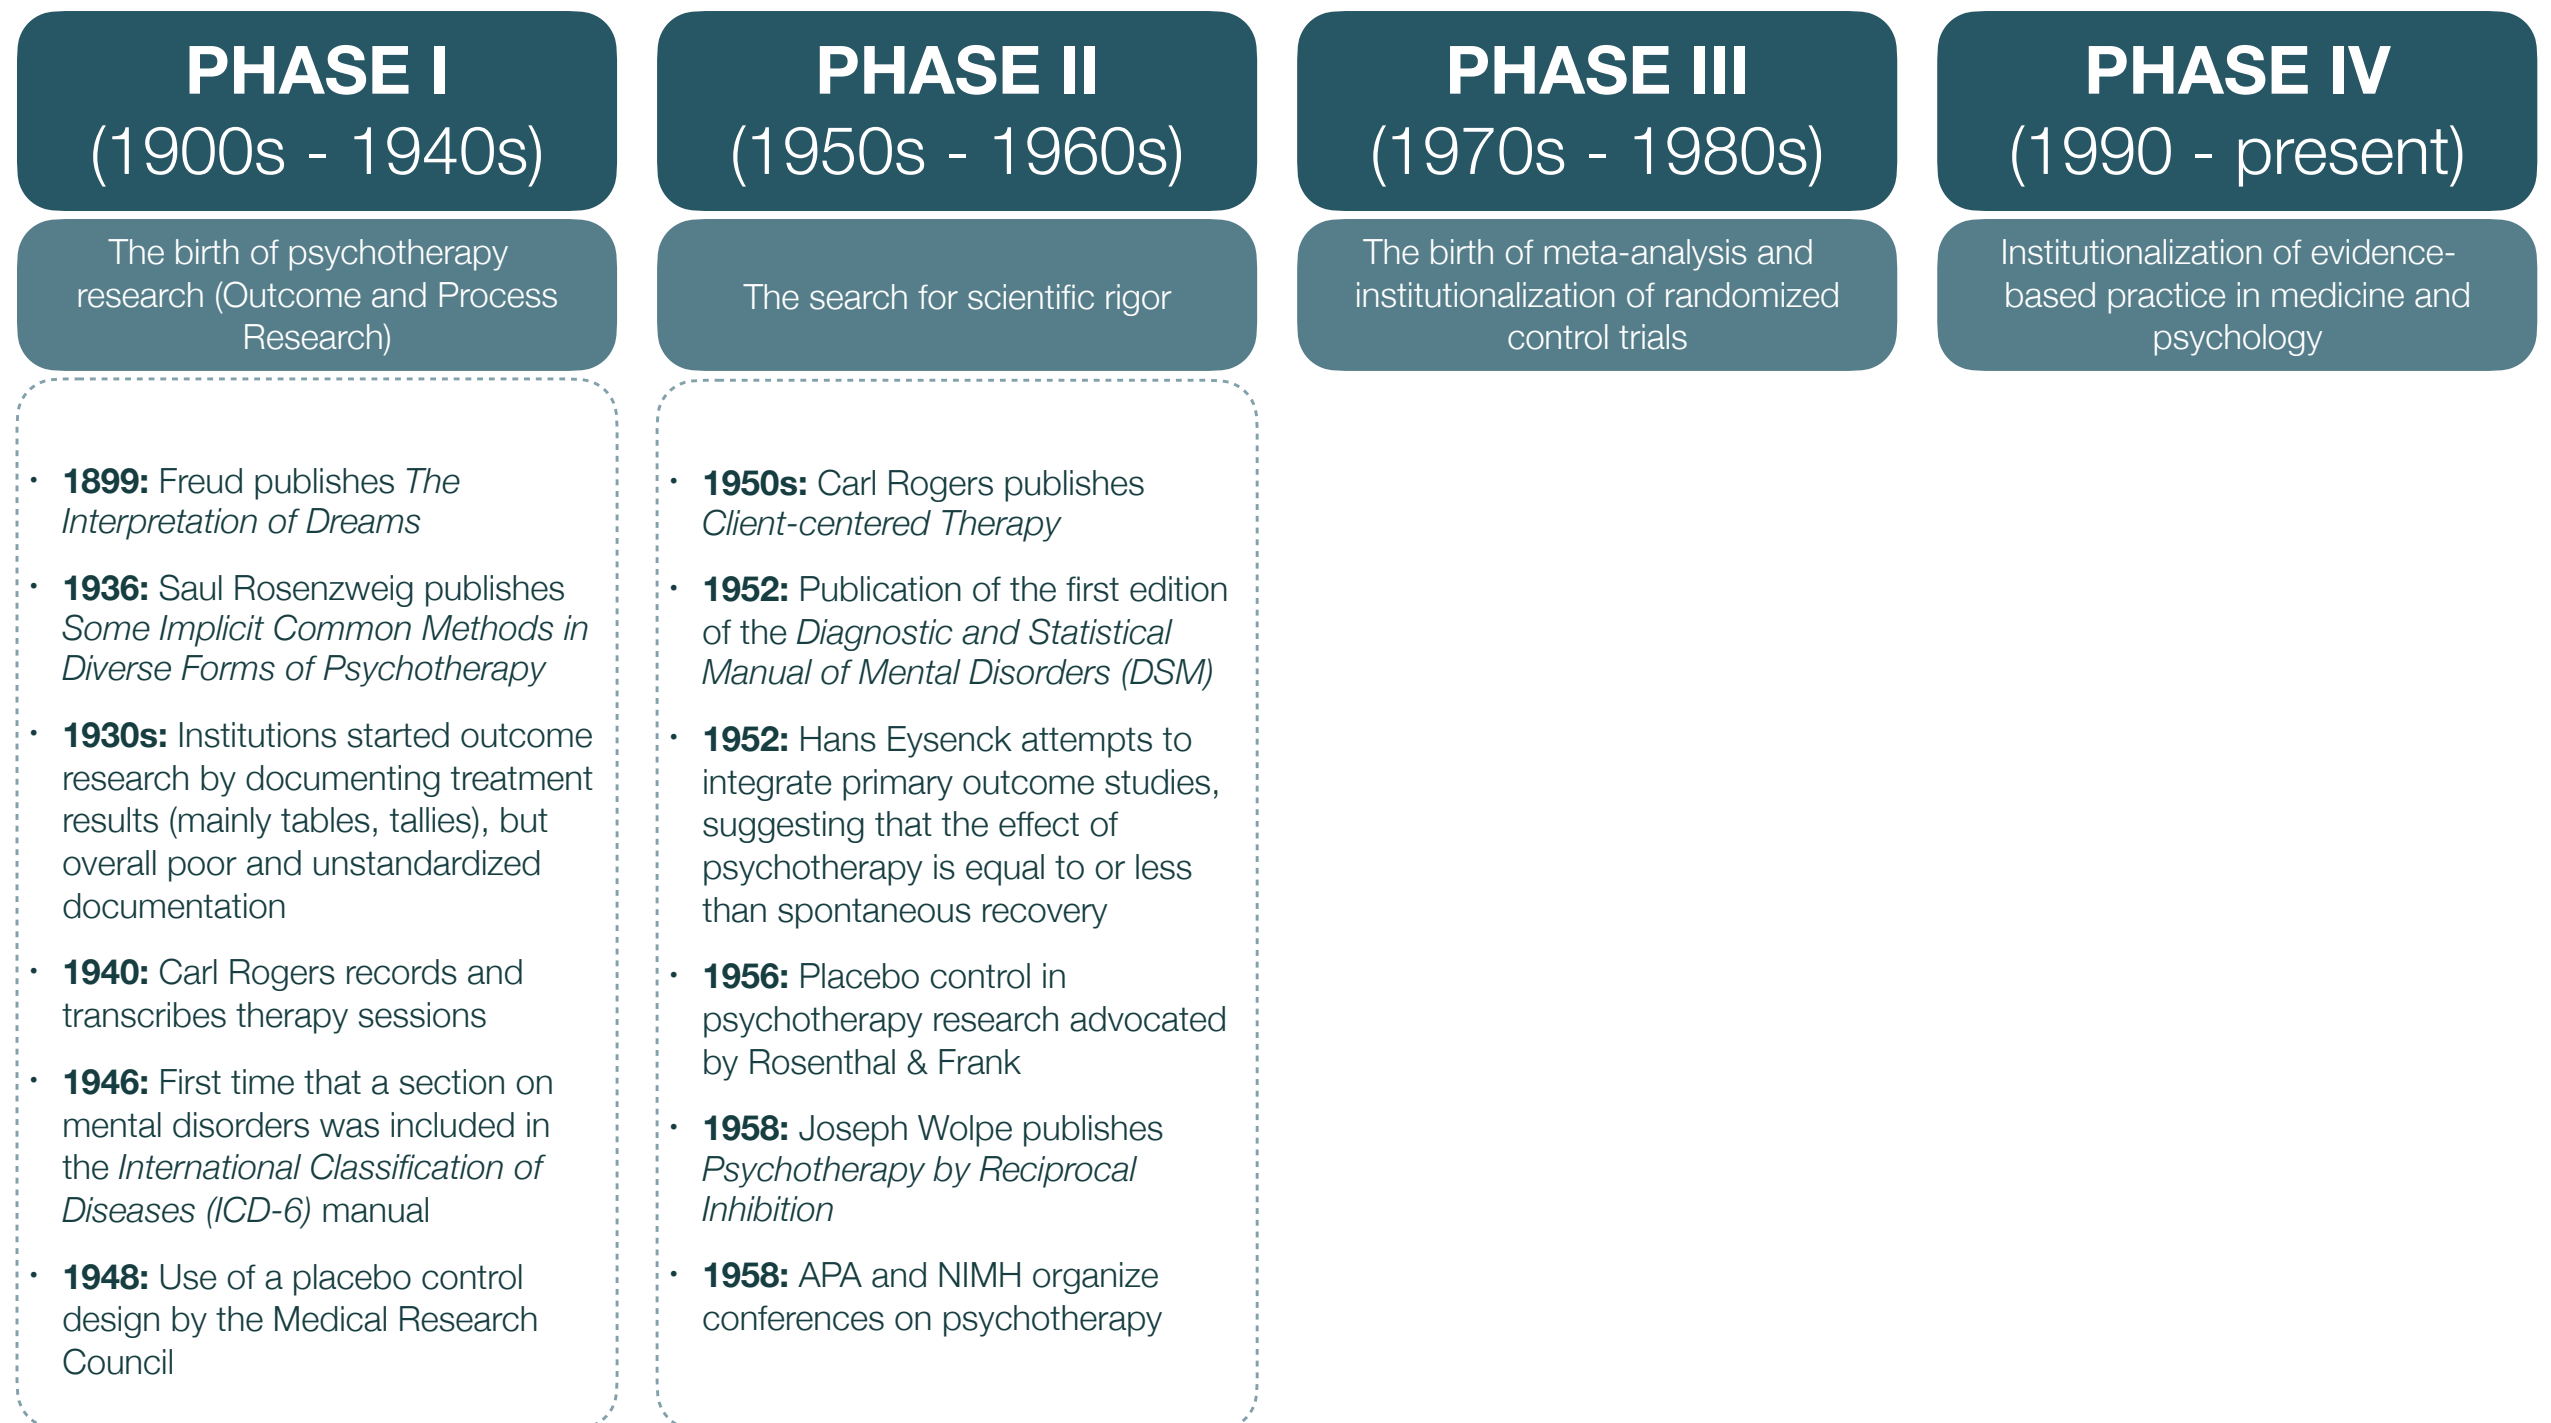 PHASE I
(1900s - 1940s)
The birth of psychotherapy
research (Outcome and Process
Research)
• 1899: Freud publishes The
Interpretation of Dreams
• 1936: Saul Rosenzweig publishes
Some Implicit Common Methods in
Diverse Forms of Psychotherapy
• 1930s: Institutions started outcome
research by documenting treatment
results (mainly tables, tallies), but
overall poor and unstandardized
documentation
• 1940: Carl Rogers records and
transcribes therapy sessions
• 1946: First time that a section on
mental disorders was included in
the International Classification of
Diseases (ICD-6) manual
• 1948: Use of a placebo control
design by the Medical Research
Council
PHASE II
(1950s - 1960s)
The search for scientific rigor
• 1950s: Carl Rogers publishes
Client-centered Therapy
• 1952: Publication of the first edition
of the Diagnostic and Statistical
Manual of Mental Disorders (DSM)
• 1952: Hans Eysenck attempts to
integrate primary outcome studies,
suggesting that the effect of
psychotherapy is equal to or less
than spontaneous recovery
• 1956: Placebo control in
psychotherapy research advocated
by Rosenthal & Frank
• 1958: Joseph Wolpe publishes
Psychotherapy by Reciprocal
Inhibition
• 1958: APA and NIMH organize
conferences on psychotherapy
PHASE III
(1970s - 1980s)
The birth of meta-analysis and
institutionalization of randomized
control trials
PHASE IV
(1990 - present)
Institutionalization of evidence-
based practice in medicine and
psychology